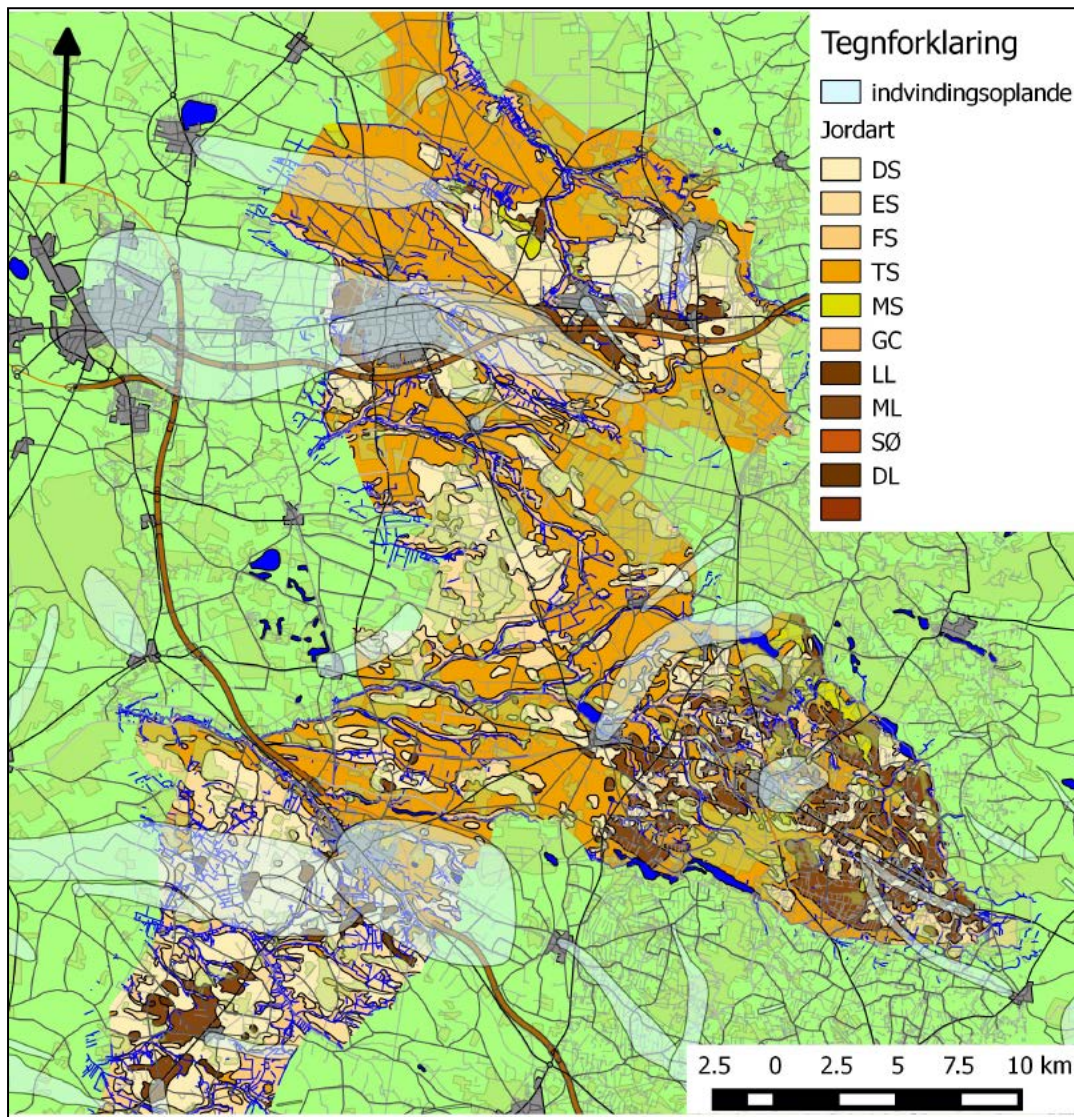 Tegnforklaring
indvindingsoplande
Jordart
DS
ES
FS
TS
MS
GC
LL
ML
SØ
DL
2.5 0 2.5 5 7.5 10 km